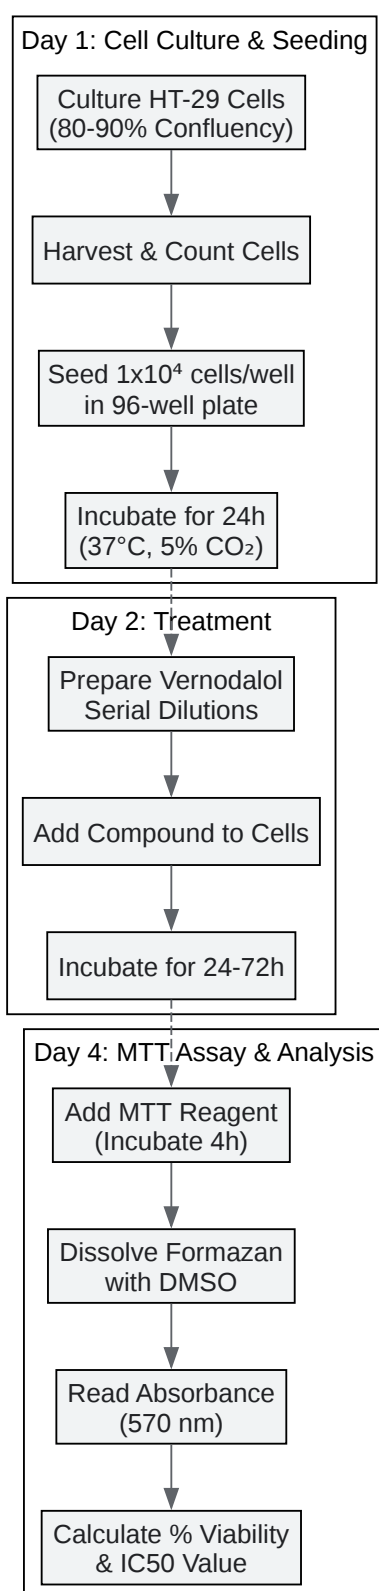 Day 1: Cell Culture & Seeding
Culture HT-29 Cells
(80-90% Confluency)
Harvest & Count Cells
Seed 1x10⁴ cells/well
in 96-well plate
Incubate for 24h
(37°C, 5% CO₂)
Day 2: Treatment
Prepare Vernodalol
Serial Dilutions
Add Compound to Cells
Incubate for 24-72h
Day 4: MTT Assay & Analysis
Add MTT Reagent
(Incubate 4h)
Dissolve Formazan
with DMSO
Read Absorbance
(570 nm)
Calculate % Viability
& IC50 Value